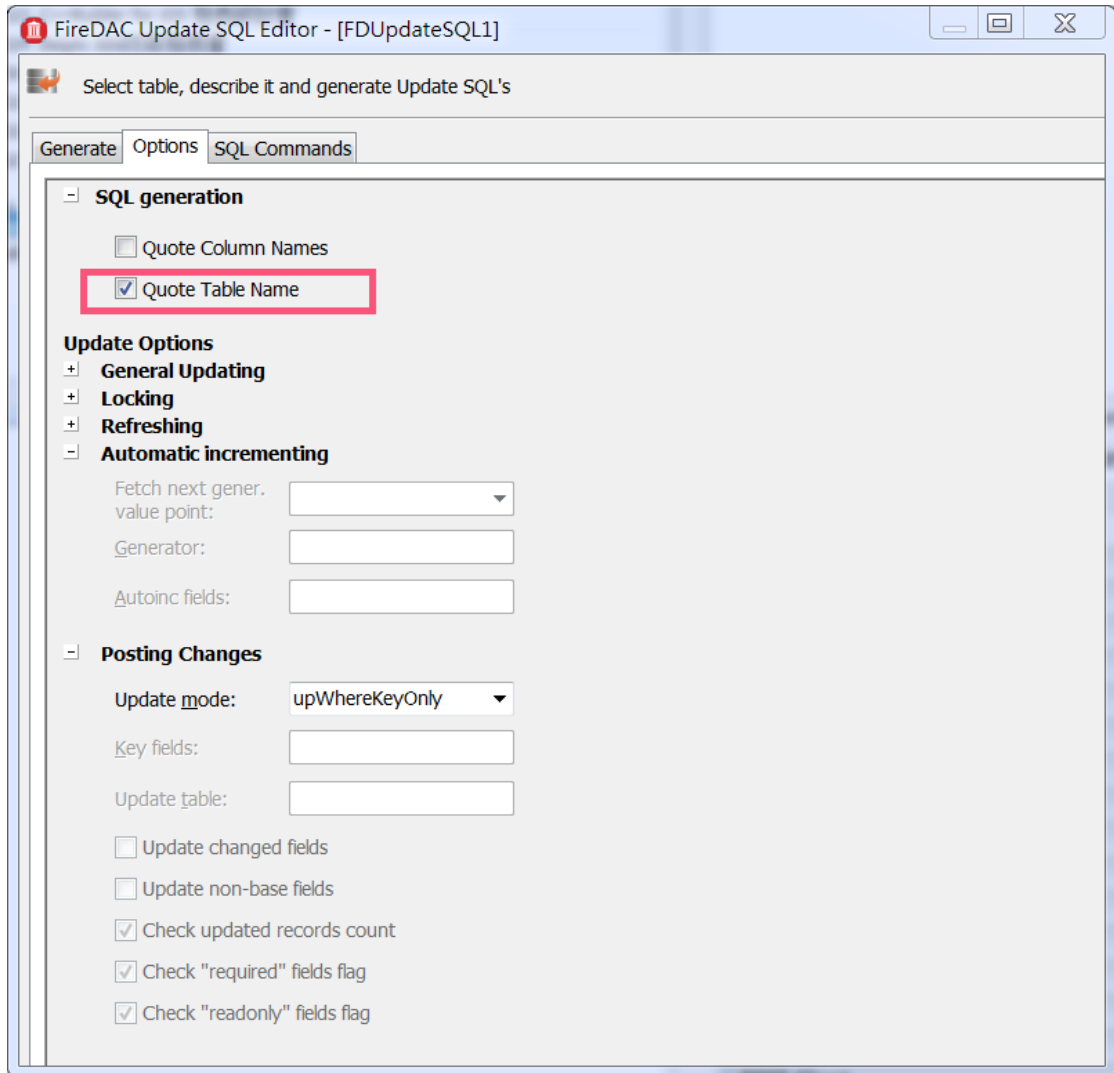 FireDAC Update SQL Editor - [FDUpdateSQL1]
Select table, describe it and generate Update SQL's
Generate Options SQL Commands
SQL generation
Quote Column Names
Quote Table Name
Update Options
General Updating
Locking
Refreshing
Automatic incrementing
Fetch next gener.
value point:
Generator:
Autoinc fields:
Posting Changes
Update mode: upWhereKeyOnly
Key fields:
Update table:
Update changed fields
Update non-base fields
Check updated records count
Check "required" fields flag
Check "readonly" fields flag